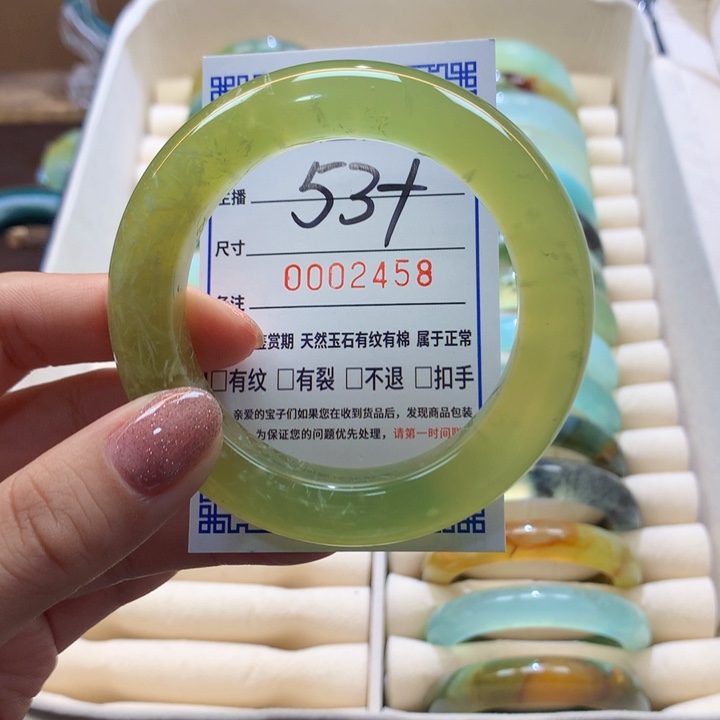 主播 53+
尺寸
0002458
备注
鉴赏期 天然玉石有纹有棉 属于正常
□有纹 □有裂 □不退 □扣手
亲爱的宝子们如果您在收到货品后，发现商品包装
为保证您的问题优先处理，请第一时间联